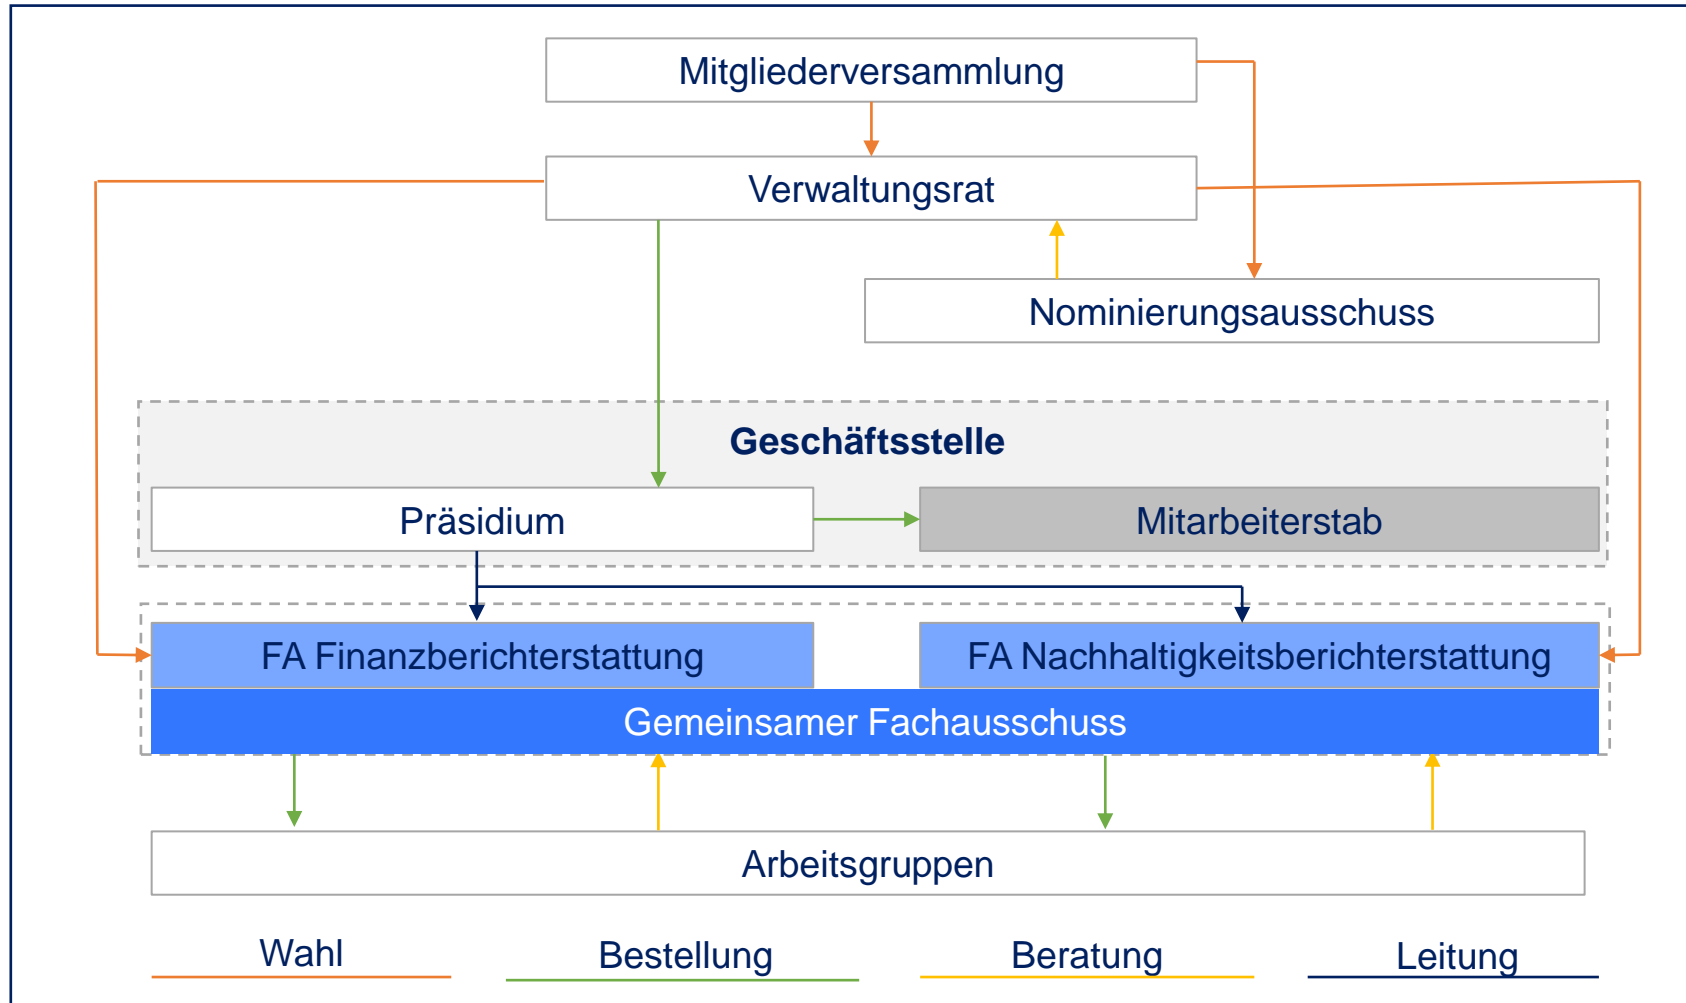 Mitgliederversammlung
Verwaltungsrat
Nominierungsausschuss
Geschäftsstelle
Präsidium
Mitarbeiterstab
FA Finanzberichterstattung
FA Nachhaltigkeitsberichterstattung
Gemeinsamer Fachausschuss
Arbeitsgruppen
Wahl
Bestellung
Beratung
Leitung